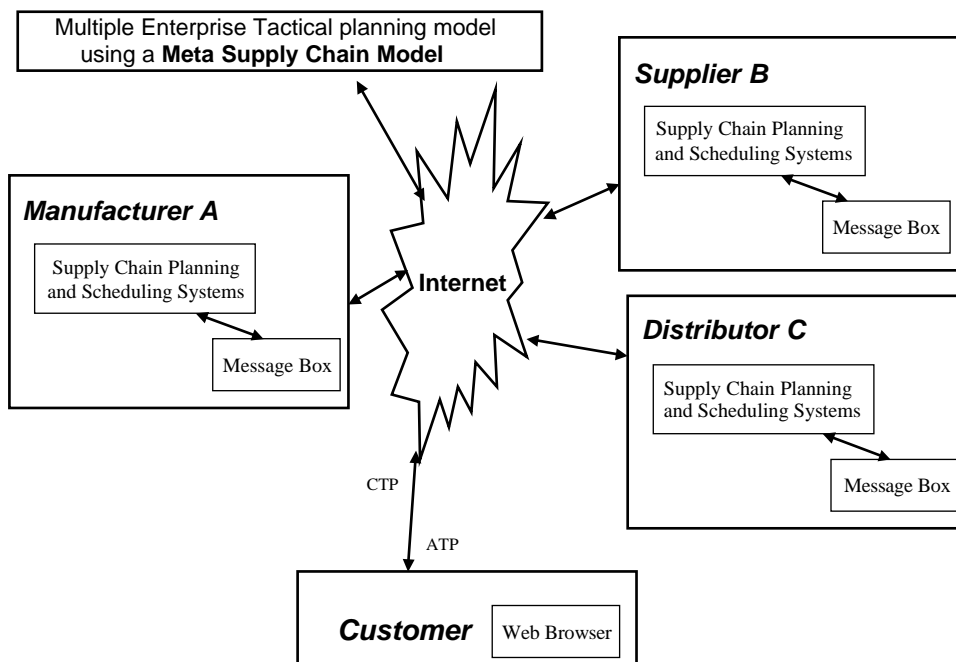 Multiple Enterprise Tactical planning model
using a Meta Supply Chain Model
Supplier B
Supply Chain Planning
and Scheduling Systems
Message Box
Manufacturer A
Supply Chain Planning
and Scheduling Systems
Message Box
Internet
Distributor C
Supply Chain Planning
and Scheduling Systems
Message Box
CTP
ATP
Customer
Web Browser